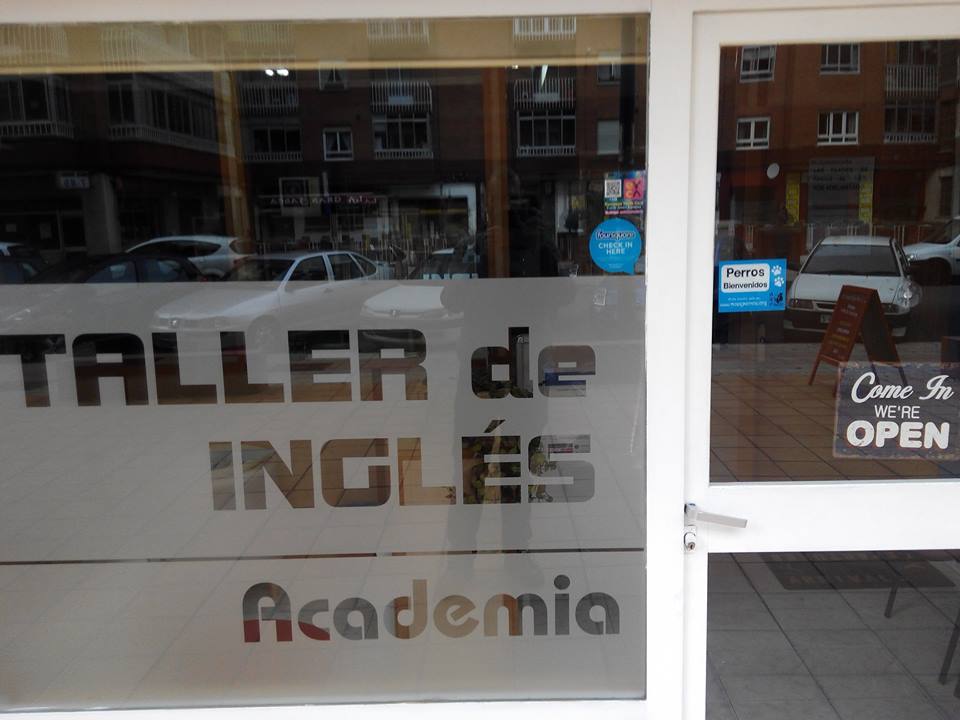 TALLER de
INGLÉS
Academia
foursquare
CHECK IN
HERE
Perros
Bienvenidos
Come In
WE'RE
OPEN